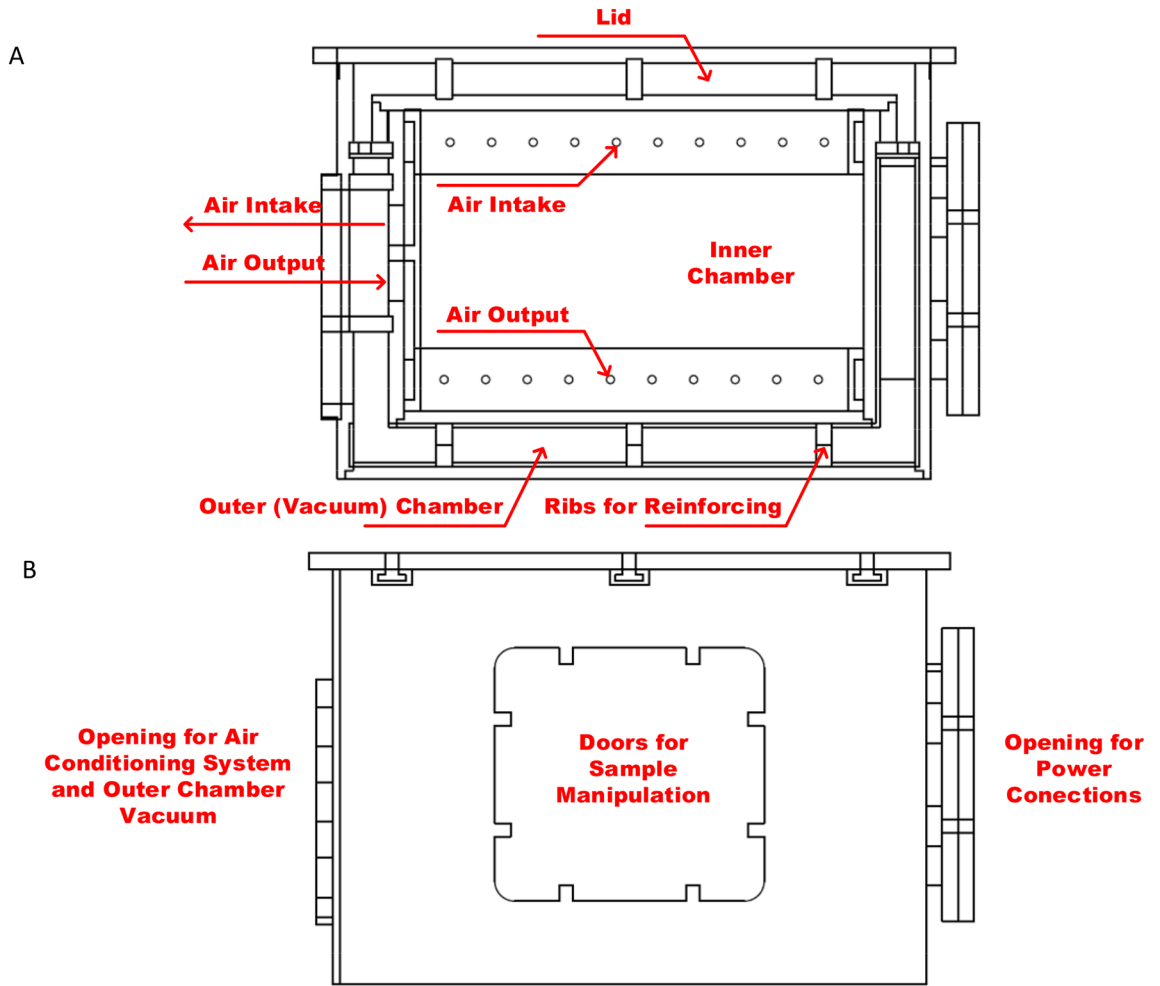 A
Lid
Air Intake
Air Intake
Air Output
Inner
Chamber
Air Output
Outer (Vacuum) Chamber
Ribs for Reinforcing
B
Opening for Air
Conditioning System
and Outer Chamber
Vacuum
Doors for
Sample
Manipulation
Opening for
Power
Conections